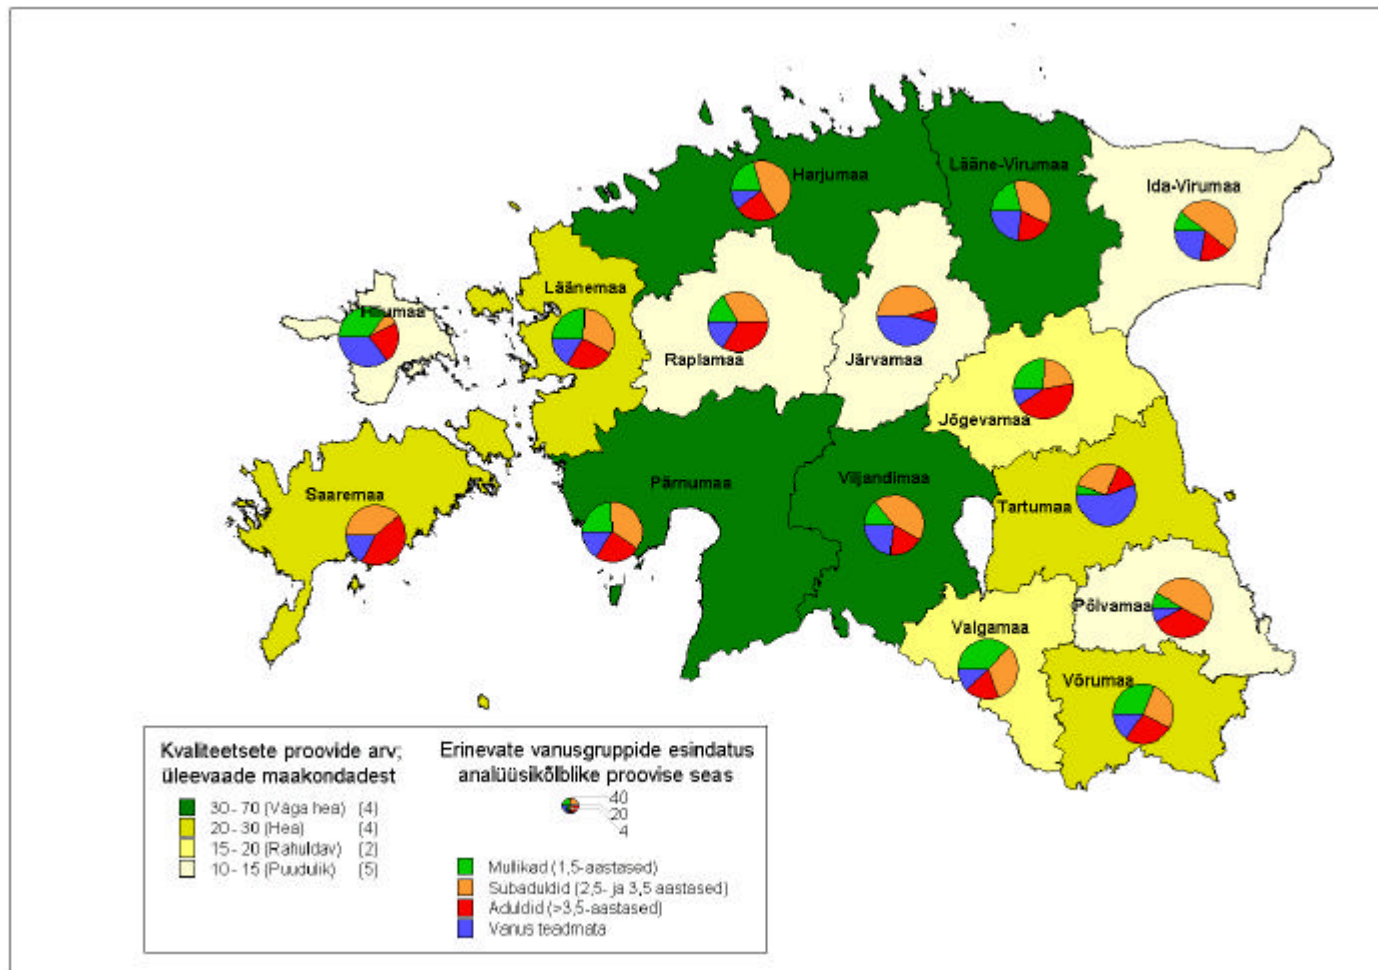 Harjumaa
Lääne-Virumaa
Ida-Virumaa
Läänemaa
Hiiumaa
Raplamaa
Järvamaa
Jõgevamaa
Saaremaa
Pärnumaa
Viljandimaa
Tartumaa
Põlvamaa
Valgamaa
Võrumaa
Kvaliteetsete proovide arv;
üleevaade maakondadest
30 - 70 (Väga hea) (4)
20 - 30 (Hea) (4)
15 - 20 (Rahuldav) (2)
10 - 15 (Puudulik) (5)
Erinevate vanusgruppide esindatus
analüüsikõlblike proovise seas
40
20
4
Mullikad (1,5-aastased)
Subaduldid (2,5- ja 3,5 aastased)
Aduldid (>3,5-aastased)
Vanus teadmata